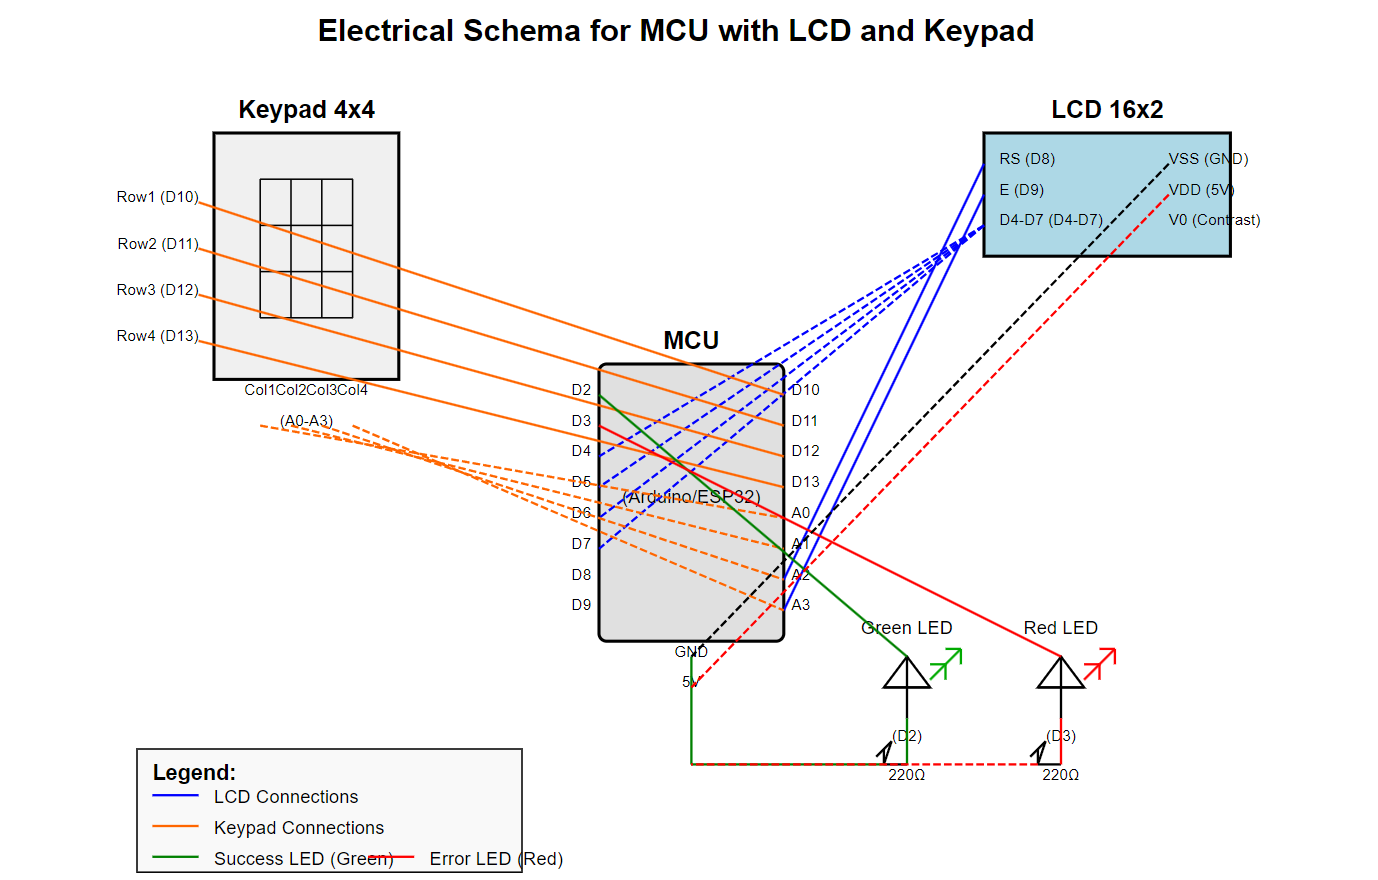 Electrical Schema for MCU with LCD and Keypad
Keypad 4x4
LCD 16x2
Row1 (D10)
Row2 (D11)
Row3 (D12)
Row4 (D13)
Col1Col2Col3Col4
(A0-A3)
RS (D8)
VSS (GND)
E (D9)
VDD (5V)
D4-D7 (D4-D7)
V0 (Contrast)
MCU
D2
D10
D3
D11
D4
D12
D5
D13
(Arduino/ESP32)
D6
A0
D7
A1
D8
A2
D9
A3
GND
5V
Green LED
Red LED
(D2)
(D3)
220Ω
220Ω
Legend:
LCD Connections
Keypad Connections
Success LED (Green)
Error LED (Red)